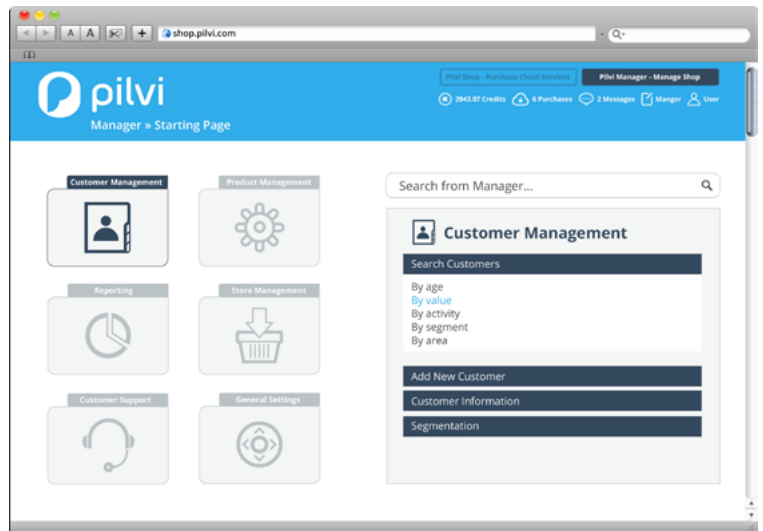 A A + shop.pilvi.com Q
pilvi
Manager » Starting Page
Pilvi Shop - Purchase Cloud Services
Pilvi Manager - Manage Shop
2843.07 Credits 6 Purchases 2 Messages Manger User
Customer Management
Product Management
Reporting
Store Management
Customer Support
General Settings
Search from Manager...
Customer Management
Search Customers
By age
By value
By activity
By segment
By area
Add New Customer
Customer Information
Segmentation